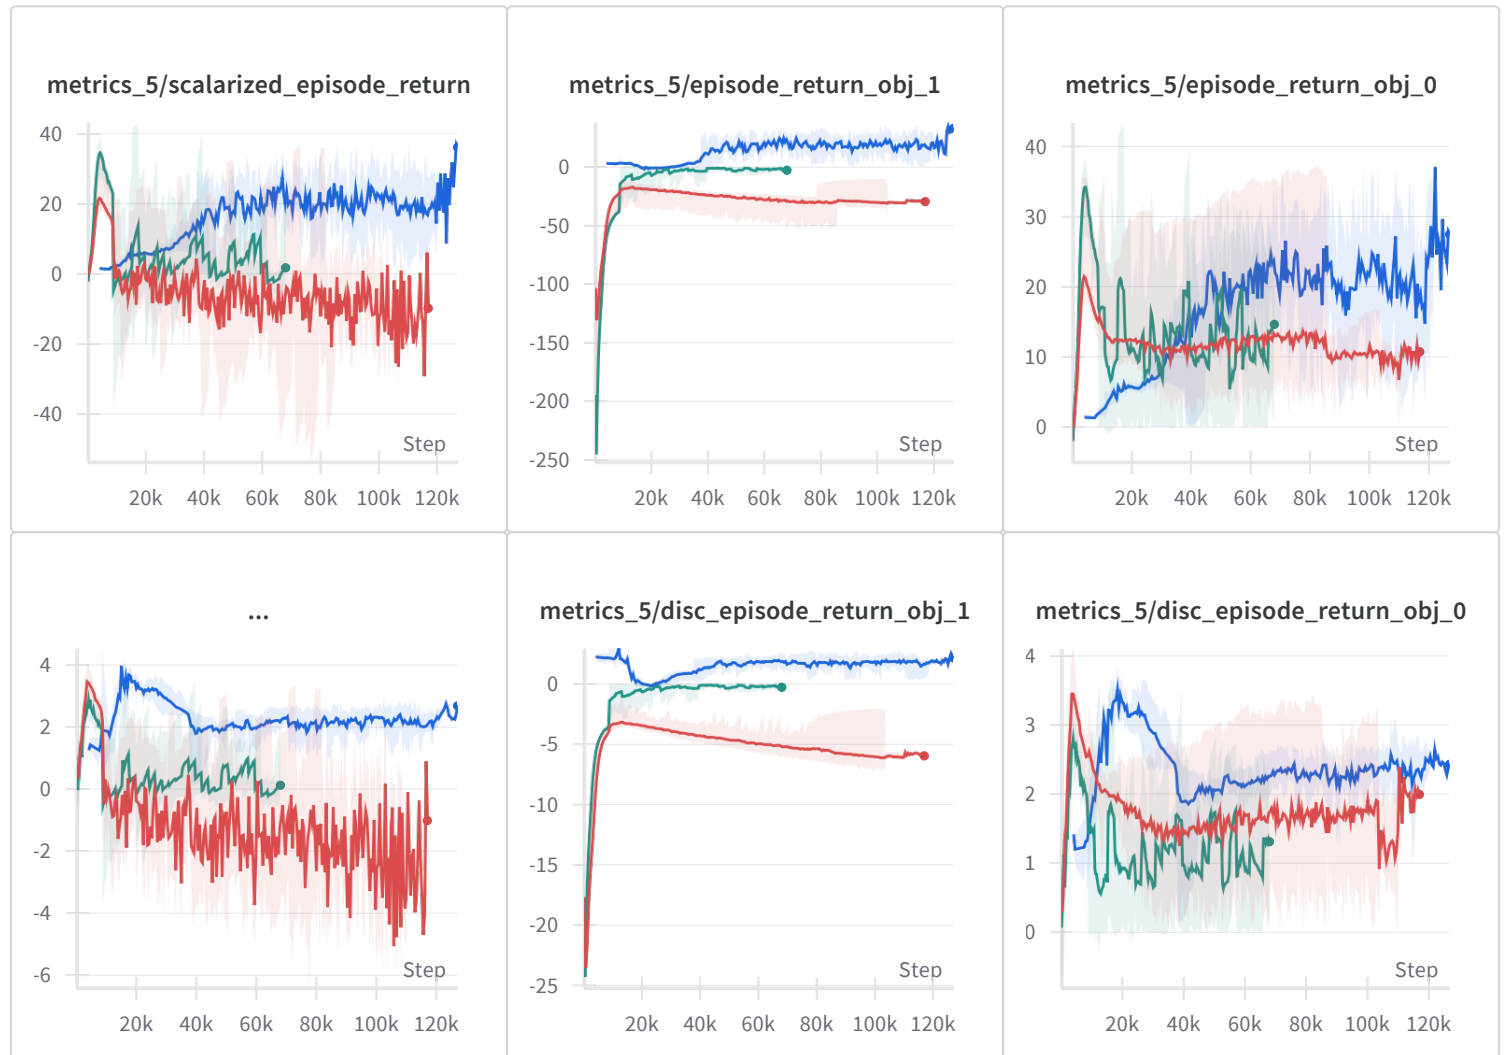 metrics_5/scalarized_episode_return
40
20
0
-20
-40
Step
20k 40k 60k 80k 100k 120k
metrics_5/episode_return_obj_1
0
-50
-100
-150
-200
-250
Step
20k 40k 60k 80k 100k 120k
metrics_5/episode_return_obj_0
40
30
20
10
0
Step
20k 40k 60k 80k 100k 120k
...
4
2
0
-2
-4
-6
Step
20k 40k 60k 80k 100k 120k
metrics_5/disc_episode_return_obj_1
0
-5
-10
-15
-20
-25
Step
20k 40k 60k 80k 100k 120k
metrics_5/disc_episode_return_obj_0
4
3
2
1
0
Step
20k 40k 60k 80k 100k 120k